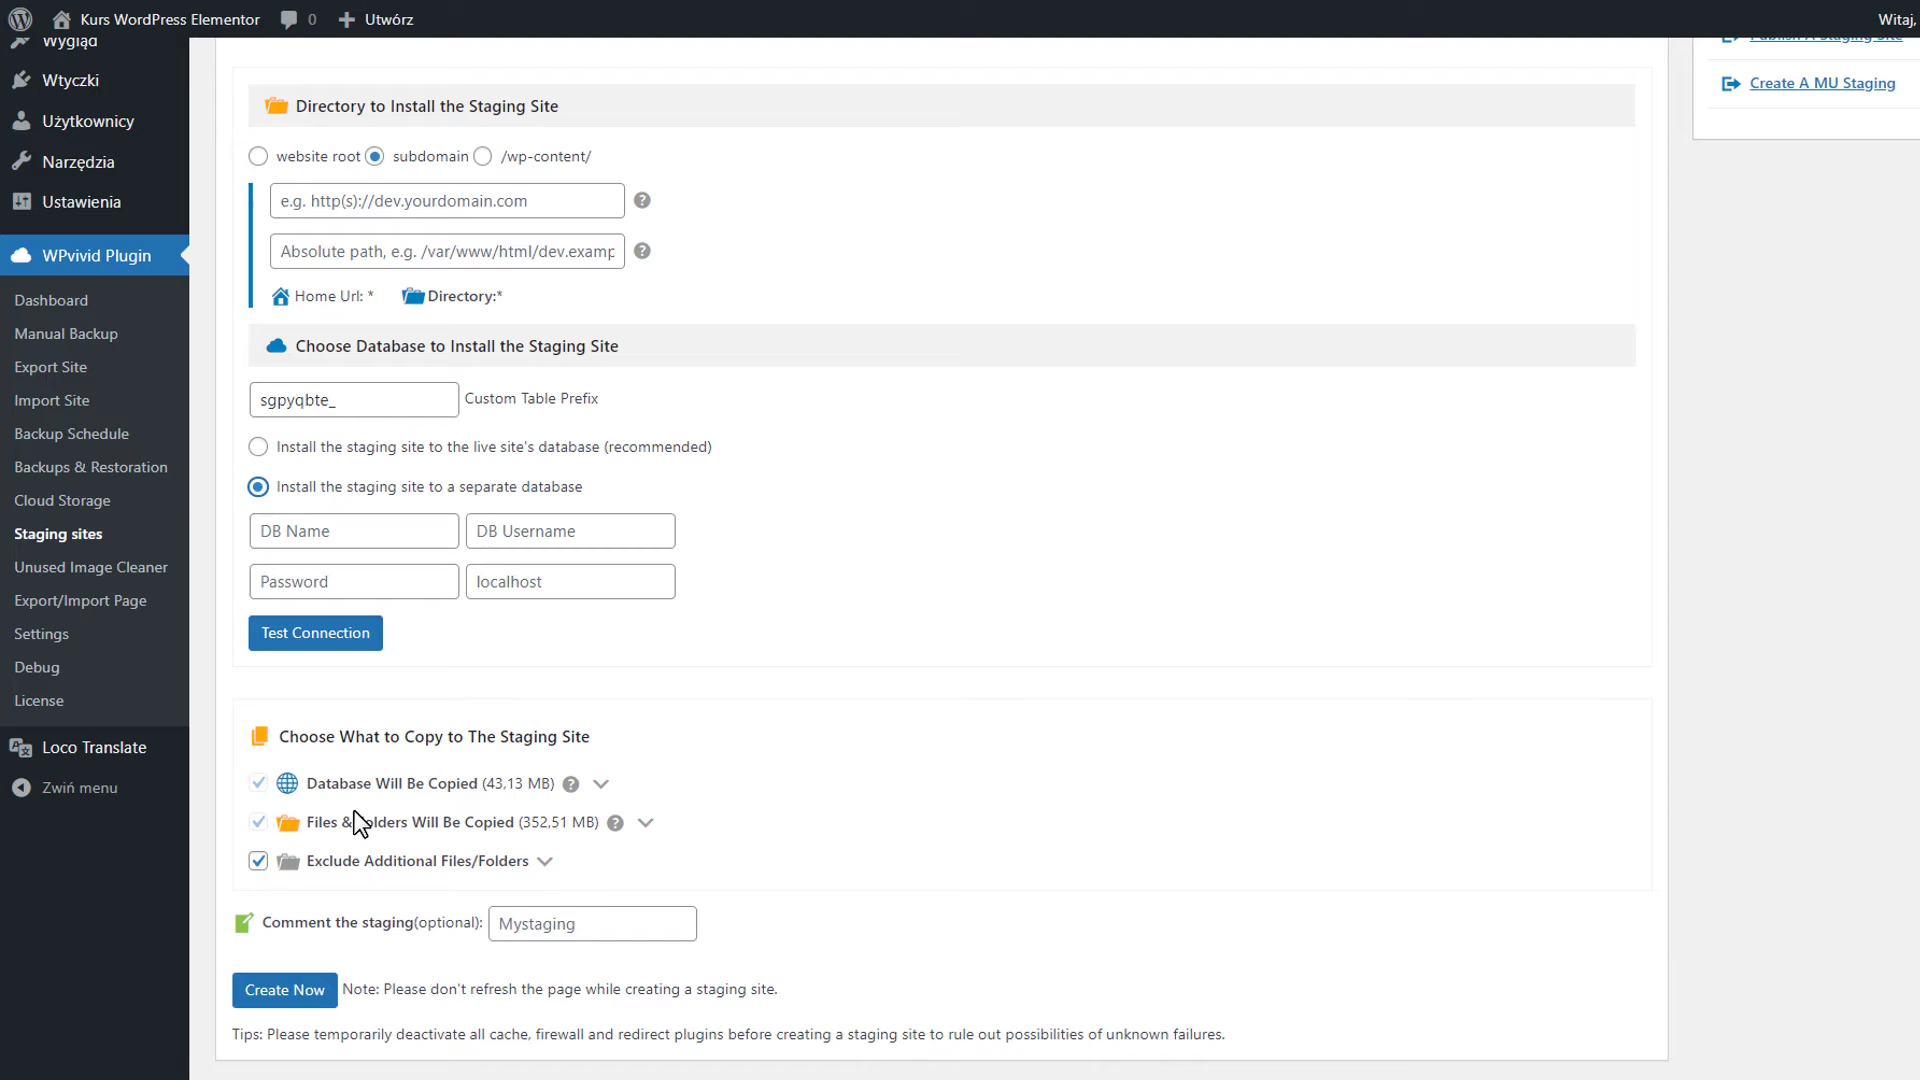 Kurs WordPress Elementor 0 Utwórz Witaj,
Wygląd
Wtyczki
Użytkownicy
Narzędzia
Ustawienia
WPvivid Plugin
Dashboard
Manual Backup
Export Site
Import Site
Backup Schedule
Backups & Restoration
Cloud Storage
Staging sites
Unused Image Cleaner
Export/Import Page
Settings
Debug
License
Loco Translate
Zwiń menu
Directory to Install the Staging Site
website root subdomain /wp-content/
e.g. http(s)://dev.yourdomain.com
Absolute path, e.g. /var/www/html/dev.examp
Home Url: * Directory:*
Choose Database to Install the Staging Site
sgpyqbte_ Custom Table Prefix
Install the staging site to the live site's database (recommended)
Install the staging site to a separate database
DB Name DB Username
Password localhost
Test Connection
Choose What to Copy to The Staging Site
Database Will Be Copied (43,13 MB)
Files & Folders Will Be Copied (352,51 MB)
Exclude Additional Files/Folders
Comment the staging(optional): Mystaging
Create Now Note: Please don't refresh the page while creating a staging site.
Tips: Please temporarily deactivate all cache, firewall and redirect plugins before creating a staging site to rule out possibilities of unknown failures.
Publish A Staging Site
Create A MU Staging